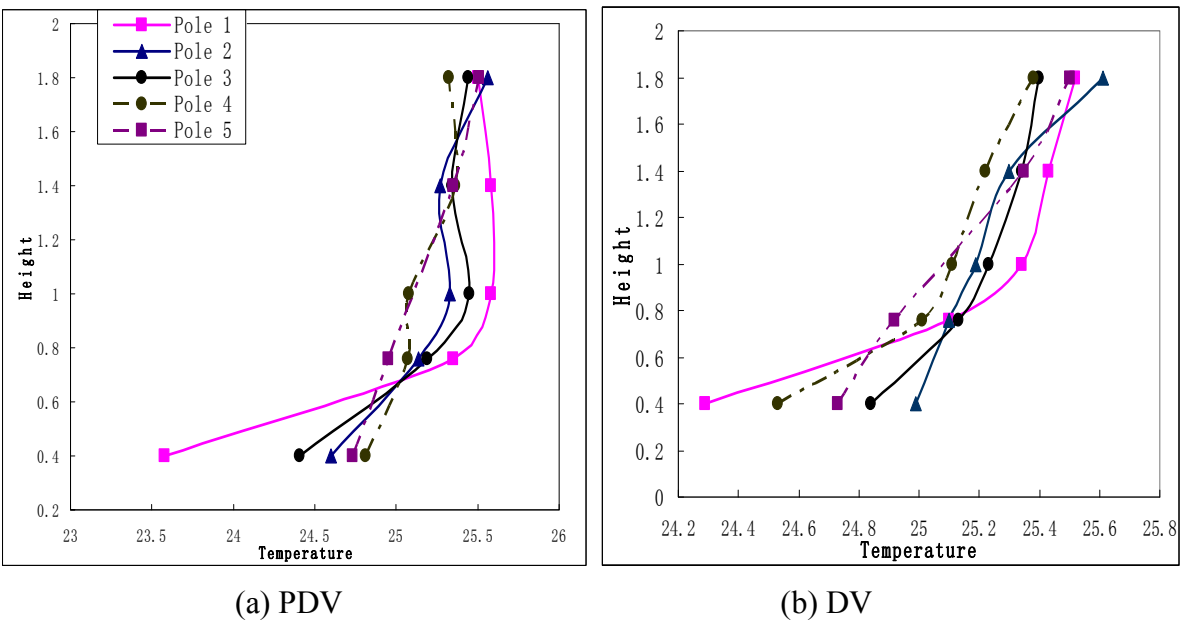 2
1.8
1.6
1.4
1.2
1
0.8
0.6
0.4
0.2
Height
23 23.5 24 24.5 25 25.5 26
Temperature
Pole 1
Pole 2
Pole 3
Pole 4
Pole 5
2
1.8
1.6
1.4
1.2
1
0.8
0.6
0.4
0.2
0
Height
24.2 24.4 24.6 24.8 25 25.2 25.4 25.6 25.8
Temperature
(a) PDV (b) DV